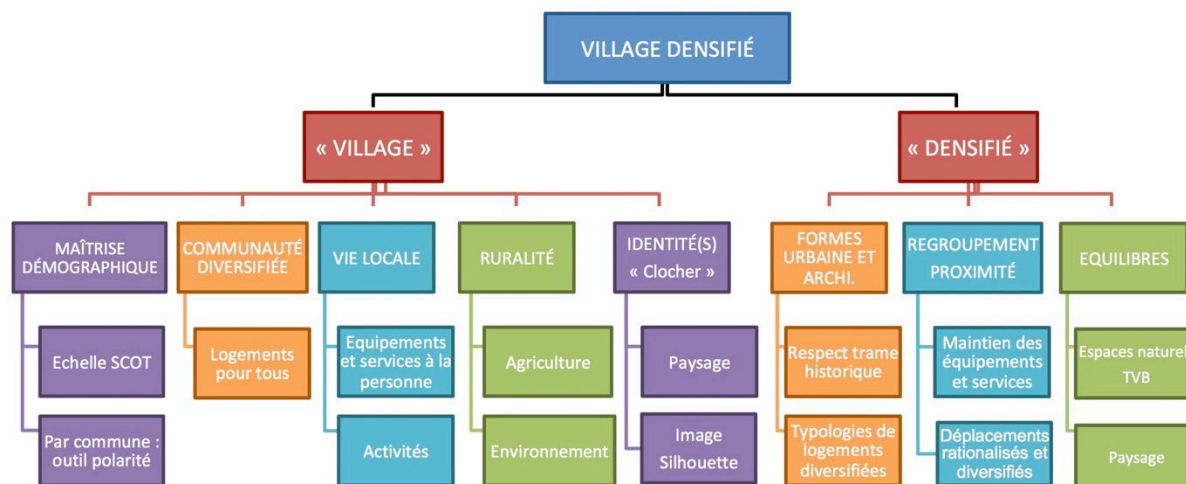 VILLAGE DENSIFIÉ
« VILLAGE »
« DENSIFIÉ »
MAÎTRISE
DÉMOGRAPHIQUE
Echelle SCOT
Par commune :
outil polarité
COMMUNAUTÉ
DIVERSIFIÉE
Logements
pour tous
VIE LOCALE
Equipements
et services à la
personne
Activités
RURALITÉ
Agriculture
Environnement
IDENTITÉ(S)
« Clocher »
Paysage
Image
Silhouette
FORMES
URBAINE ET
ARCHI.
Respect trame
historique
Typologies de
logements
diversifiées
REGROUPEMENT
PROXIMITÉ
Maintien des
équipements
et services
Déplacements
rationalisés et
diversifiés
EQUILIBRES
Espaces naturel
TVB
Paysage